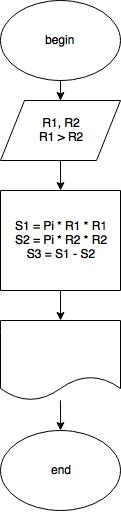 begin
R1, R2
R1 > R2
S1 = Pi * R1 * R1
S2 = Pi * R2 * R2
S3 = S1 - S2
end